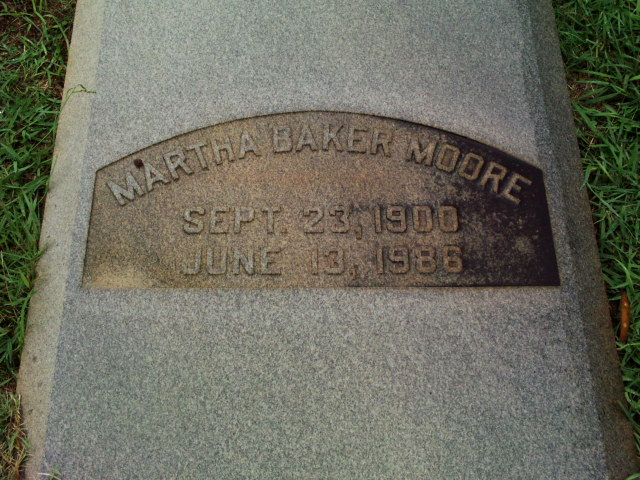 MARTHA BAKER MOORE
SEPT. 23, 1900
JUNE 13, 1986